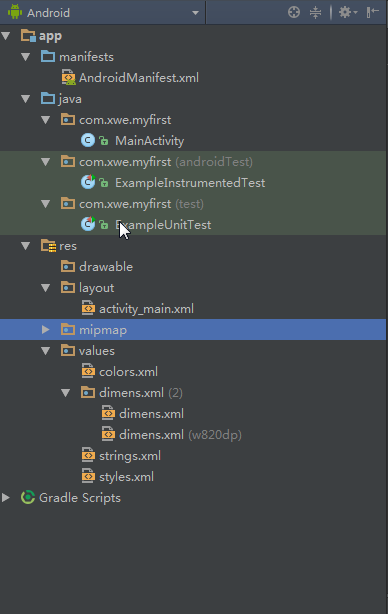 Android
app
manifests
AndroidManifest.xml
java
com.xwe.myfirst
MainActivity
com.xwe.myfirst (androidTest)
ExampleInstrumentedTest
com.xwe.myfirst (test)
ExampleUnitTest
res
drawable
layout
activity_main.xml
mipmap
values
colors.xml
dimens.xml (2)
dimens.xml
dimens.xml (w820dp)
strings.xml
styles.xml
Gradle Scripts